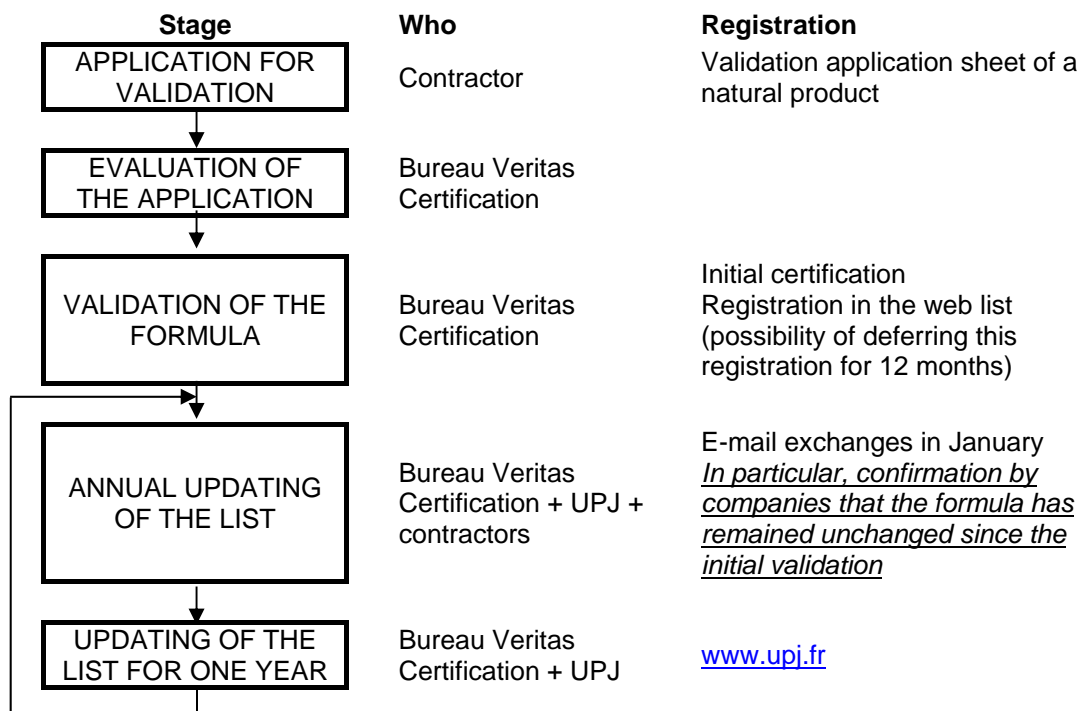 Stage Who Registration
APPLICATION FOR
VALIDATION
Contractor
Validation application sheet of a
natural product
EVALUATION OF
THE APPLICATION
Bureau Veritas
Certification
VALIDATION OF THE
FORMULA
Bureau Veritas
Certification
Initial certification
Registration in the web list
(possibility of deferring this
registration for 12 months)
ANNUAL UPDATING
OF THE LIST
Bureau Veritas
Certification + UPJ +
contractors
E-mail exchanges in January
In particular, confirmation by
companies that the formula has
remained unchanged since the
initial validation
UPDATING OF THE
LIST FOR ONE YEAR
Bureau Veritas
Certification + UPJ
www.upj.fr